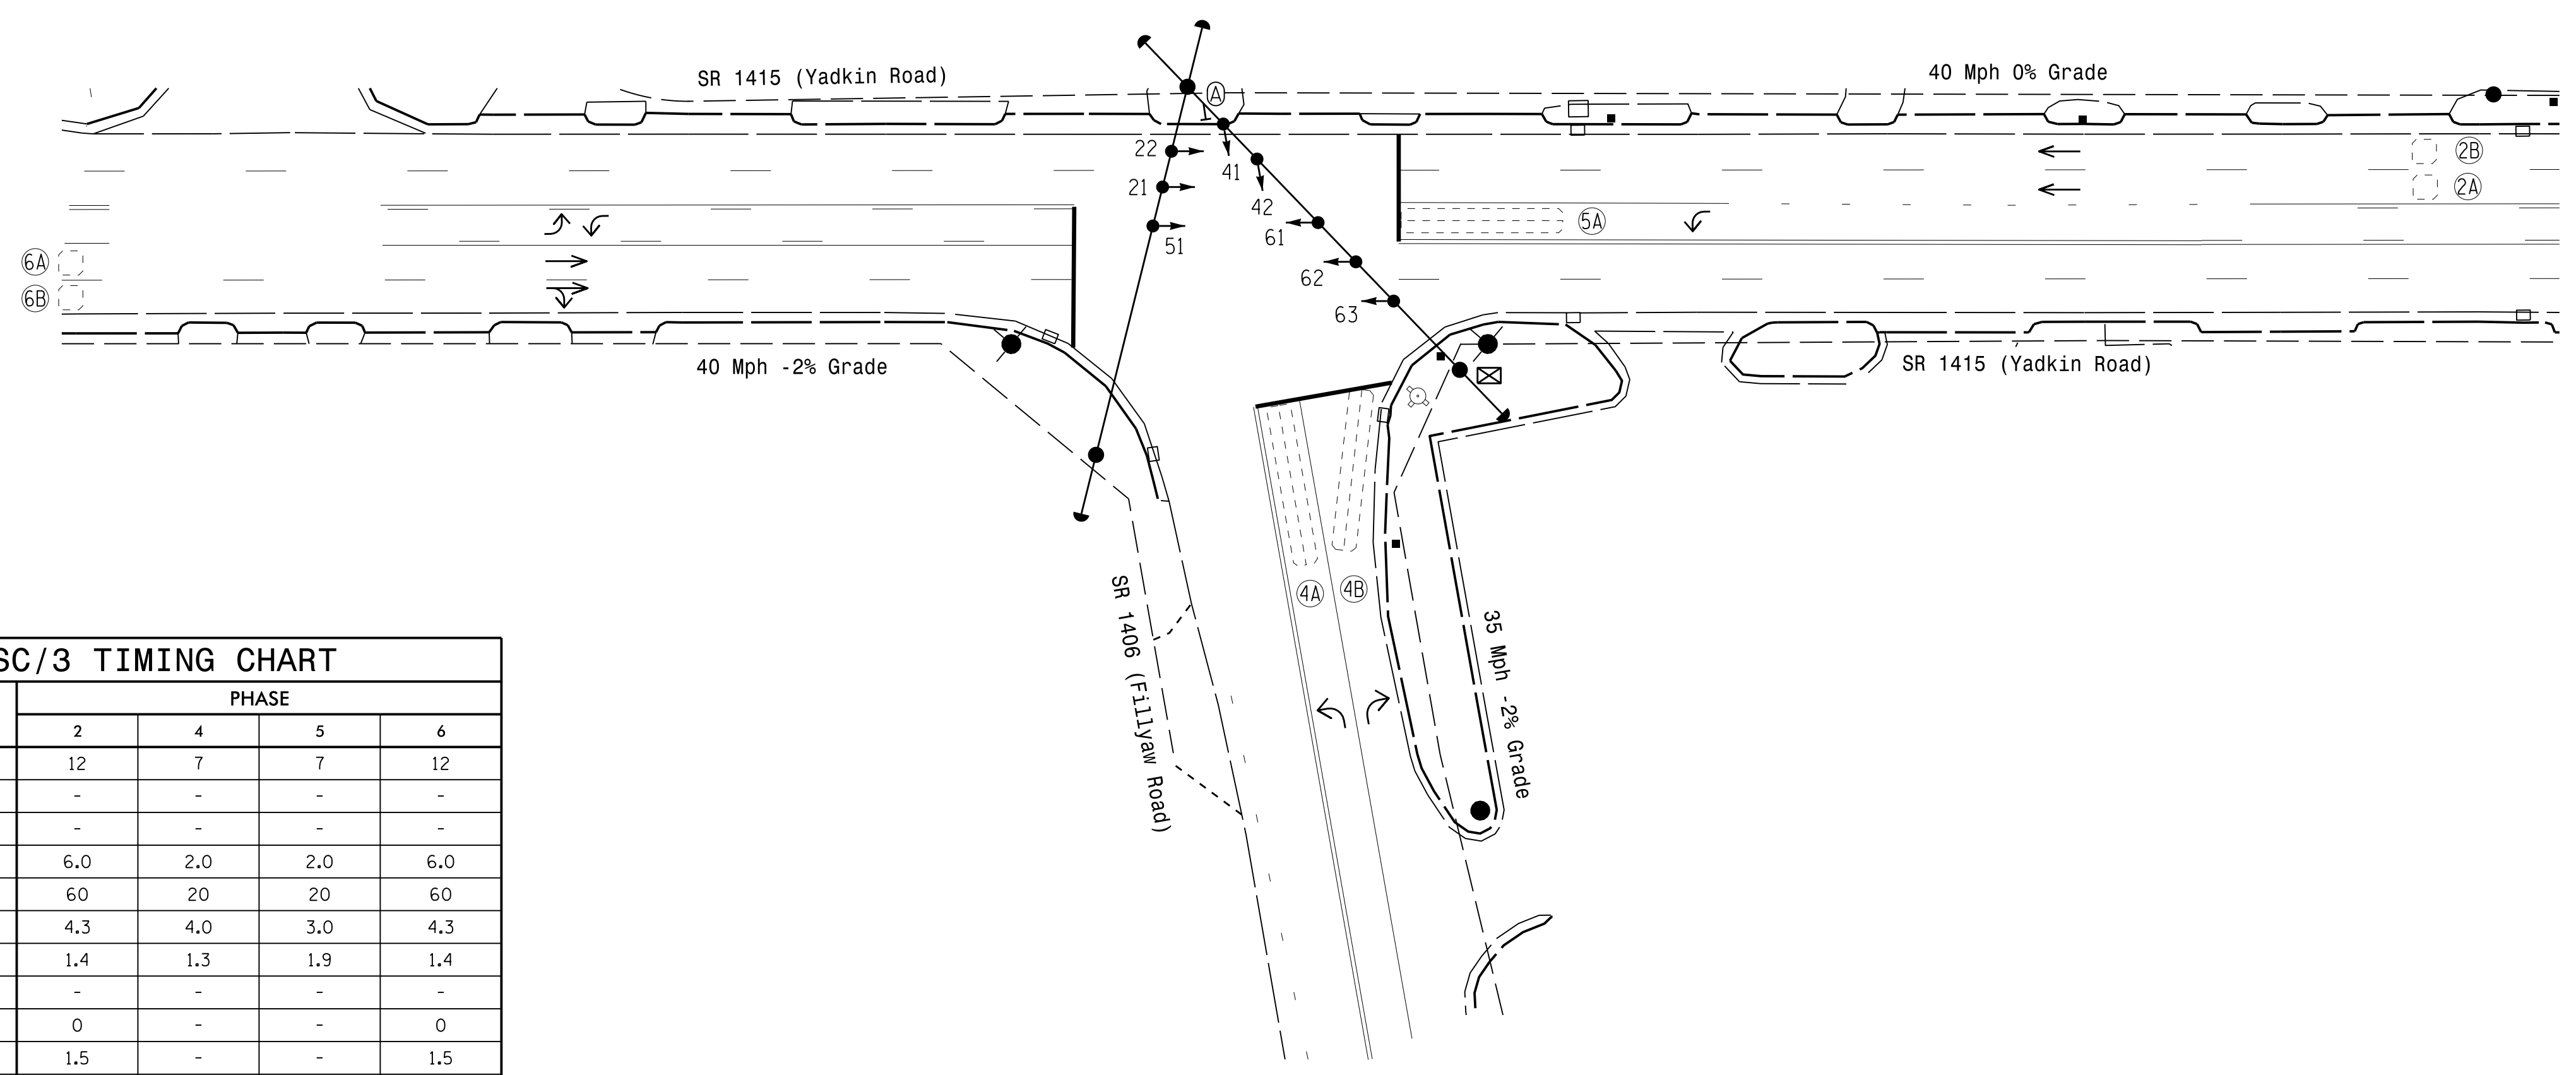 SR 1415 (Yadkin Road)
40 Mph 0% Grade
A
22
41
2B
21
2A
42
51
61
5A
6A
62
6B
63
40 Mph -2% Grade
SR 1415 (Yadkin Road)
4A
4B
SR 1406 (Fillyaw Road)
35 Mph -2% Grade
SC/3 TIMING CHART
PHASE
2 4 5 6
12 7 7 12
- - - -
- - - -
6.0 2.0 2.0 6.0
60 20 20 60
4.3 4.0 3.0 4.3
1.4 1.3 1.9 1.4
- - - -
0 - - 0
1.5 - - 1.5